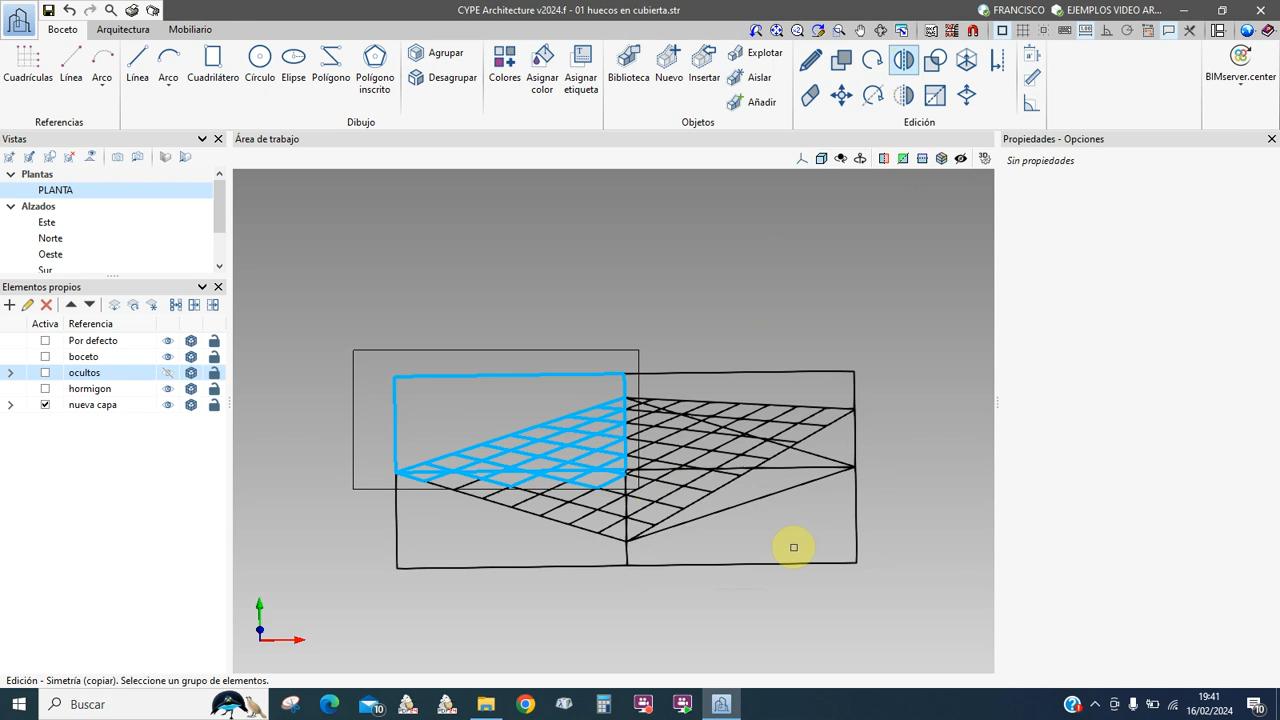 CYPE Architecture v2024.f - 01 huecos en cubierta.str
FRANCISCO
EJEMPLOS VIDEO AR...
Boceto
Arquitectura
Mobiliario
Cuadrículas
Línea
Arco
Referencias
Línea
Arco
Cuadrilátero
Círculo
Elipse
Polígono
Polígono
inscrito
Agrupar
Desagrupar
Dibujo
Colores
Asignar
color
Asignar
etiqueta
Biblioteca
Nuevo
Insertar
Explotar
Aislar
Añadir
Objetos
Edición
BIMserver.center
Vistas
Área de trabajo
Propiedades - Opciones
Sin propiedades
Plantas
PLANTA
Alzados
Este
Norte
Oeste
Sur
Elementos propios
Activa
Referencia
Por defecto
boceto
ocultos
hormigon
nueva capa
Edición - Simetría (copiar). Seleccione un grupo de elementos.
Buscar
10
19:41
16/02/2024
10